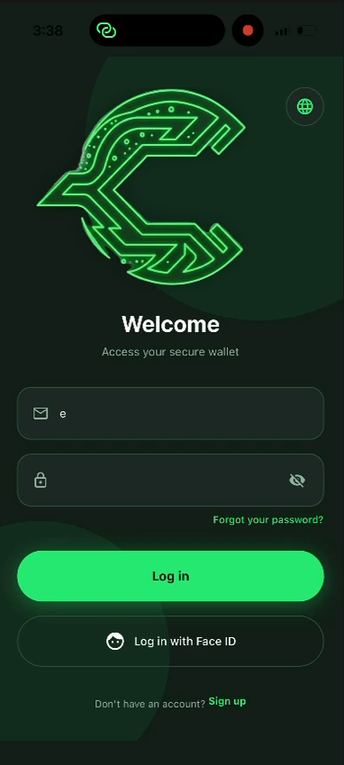 3:38
Welcome
Access your secure wallet
e
Forgot your password?
Log in
Log in with Face ID
Don't have an account? Sign up